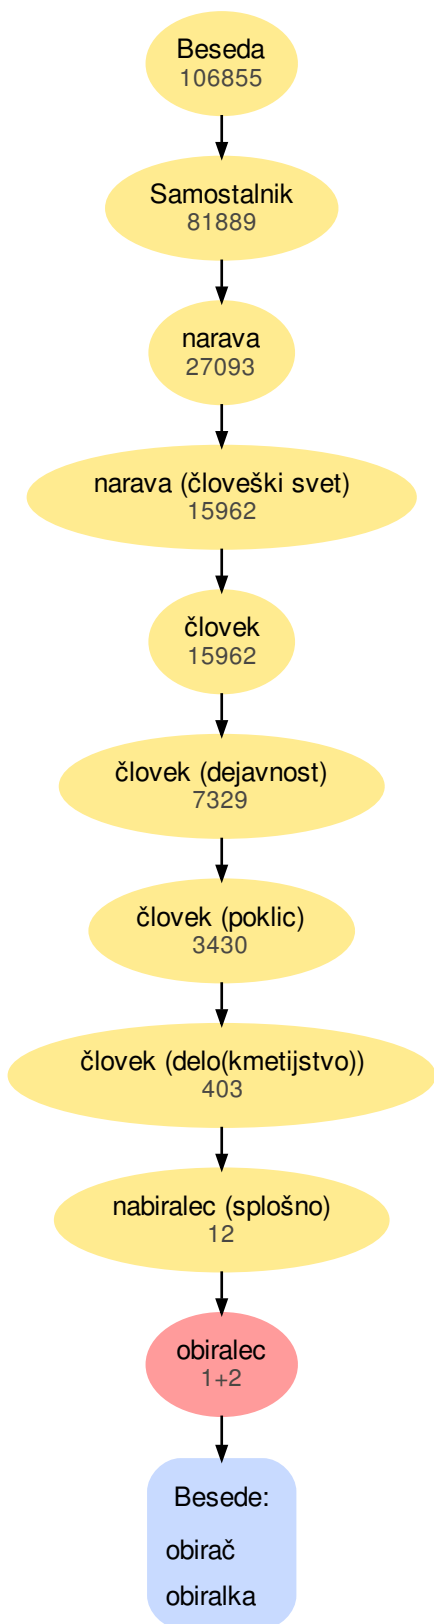 Beseda
106855
Samostalnik
81889
narava
27093
narava (človeški svet)
15962
človek
15962
človek (dejavnost)
7329
človek (poklic)
3430
človek (delo(kmetijstvo))
403
nabiralec (splošno)
12
obiralec
1+2
Besede:
obirač
obiralka